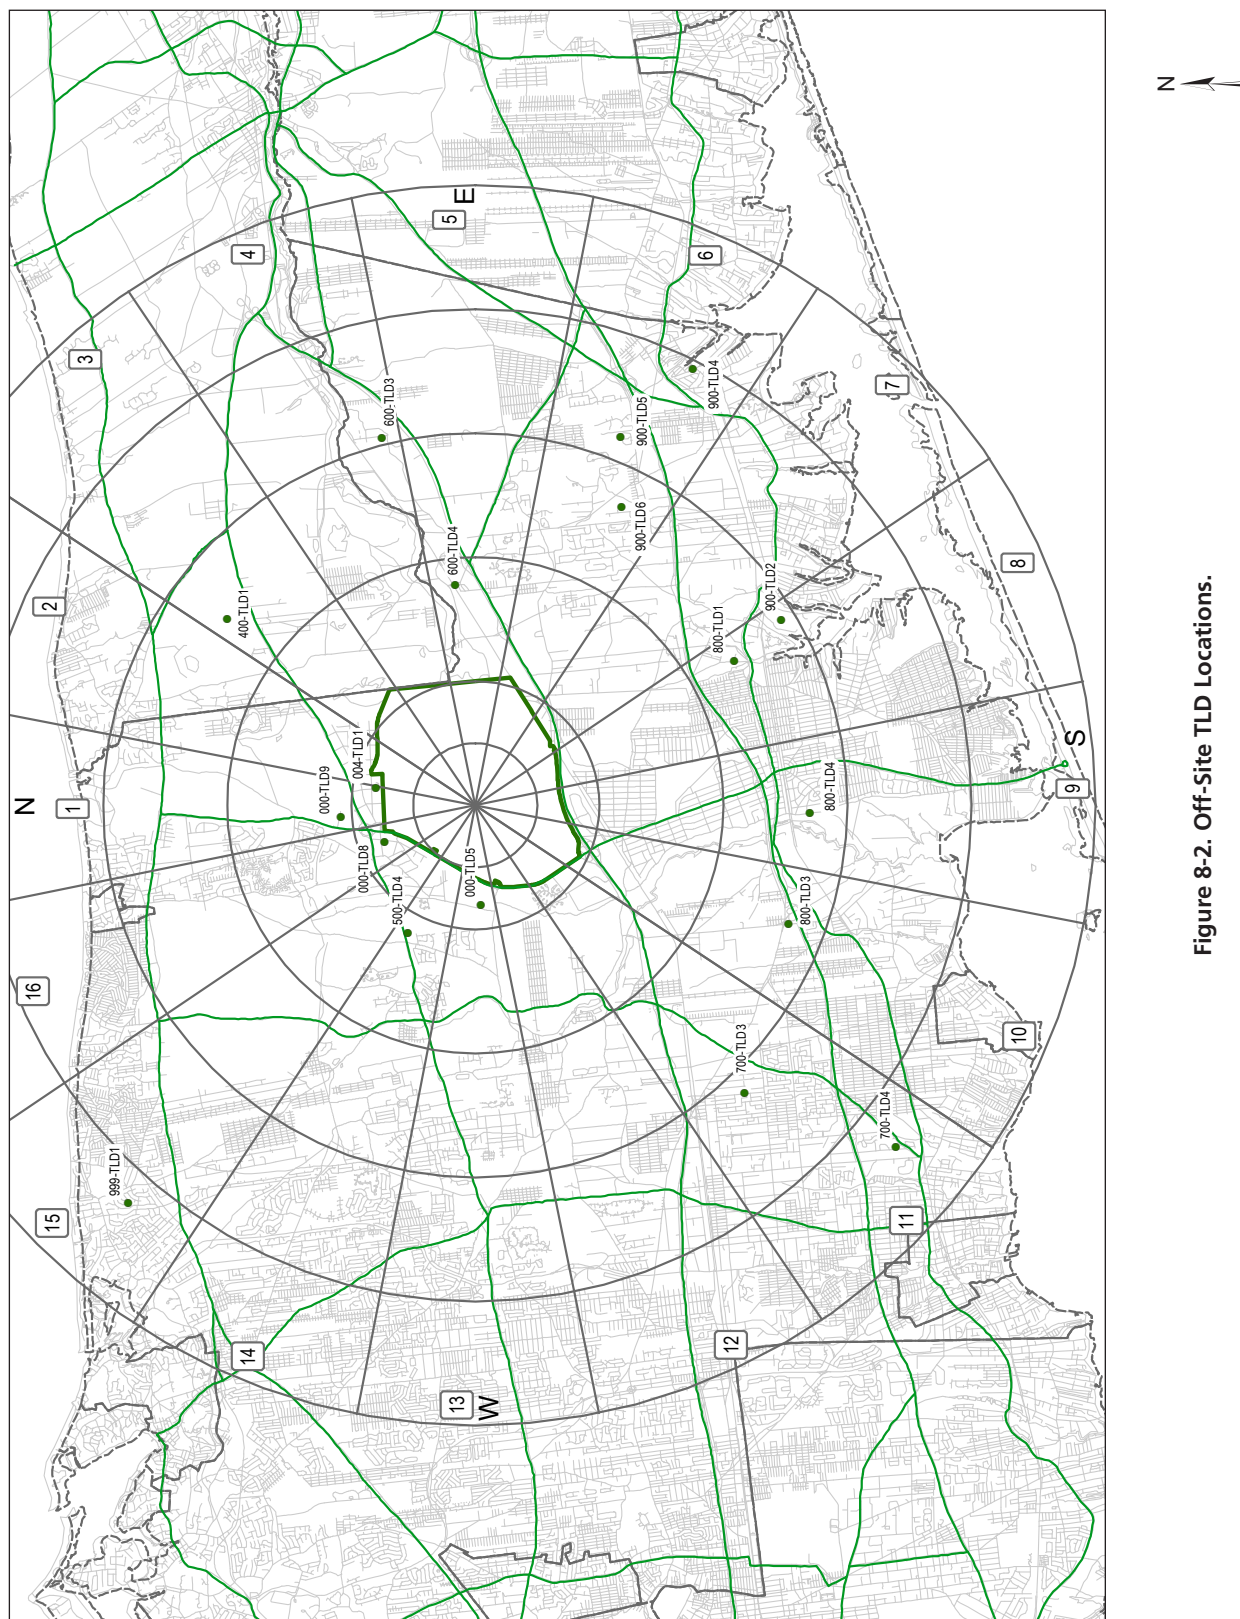 N
1
2
3
4
5
E
6
7
8
S
9
10
11
12
13
W
14
15
16
999-TLD1
000-TLD9
004-TLD1
000-TLD8
500-TLD4
000-TLD5
400-TLD1
600-TLD3
600-TLD4
900-TLD4
900-TLD5
900-TLD6
900-TLD2
800-TLD1
800-TLD4
800-TLD3
700-TLD3
700-TLD4
N
Figure 8-2. Off-Site TLD Locations.